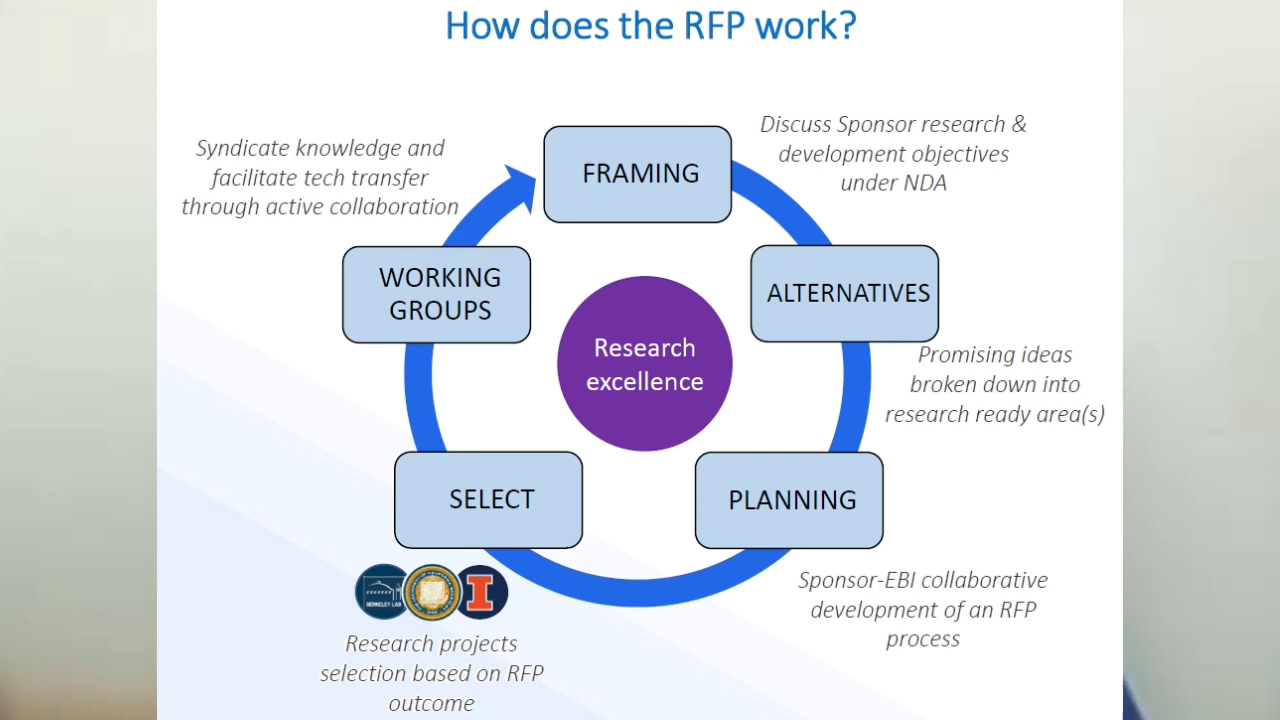 How does the RFP work?
Syndicate knowledge and
facilitate tech transfer
through active collaboration
FRAMING
Discuss Sponsor research &
development objectives
under NDA
WORKING
GROUPS
ALTERNATIVES
Research
excellence
Promising ideas
broken down into
research ready area(s)
SELECT
PLANNING
BERKELEY LAB
I
Research projects
selection based on RFP
outcome
Sponsor-EBI collaborative
development of an RFP
process